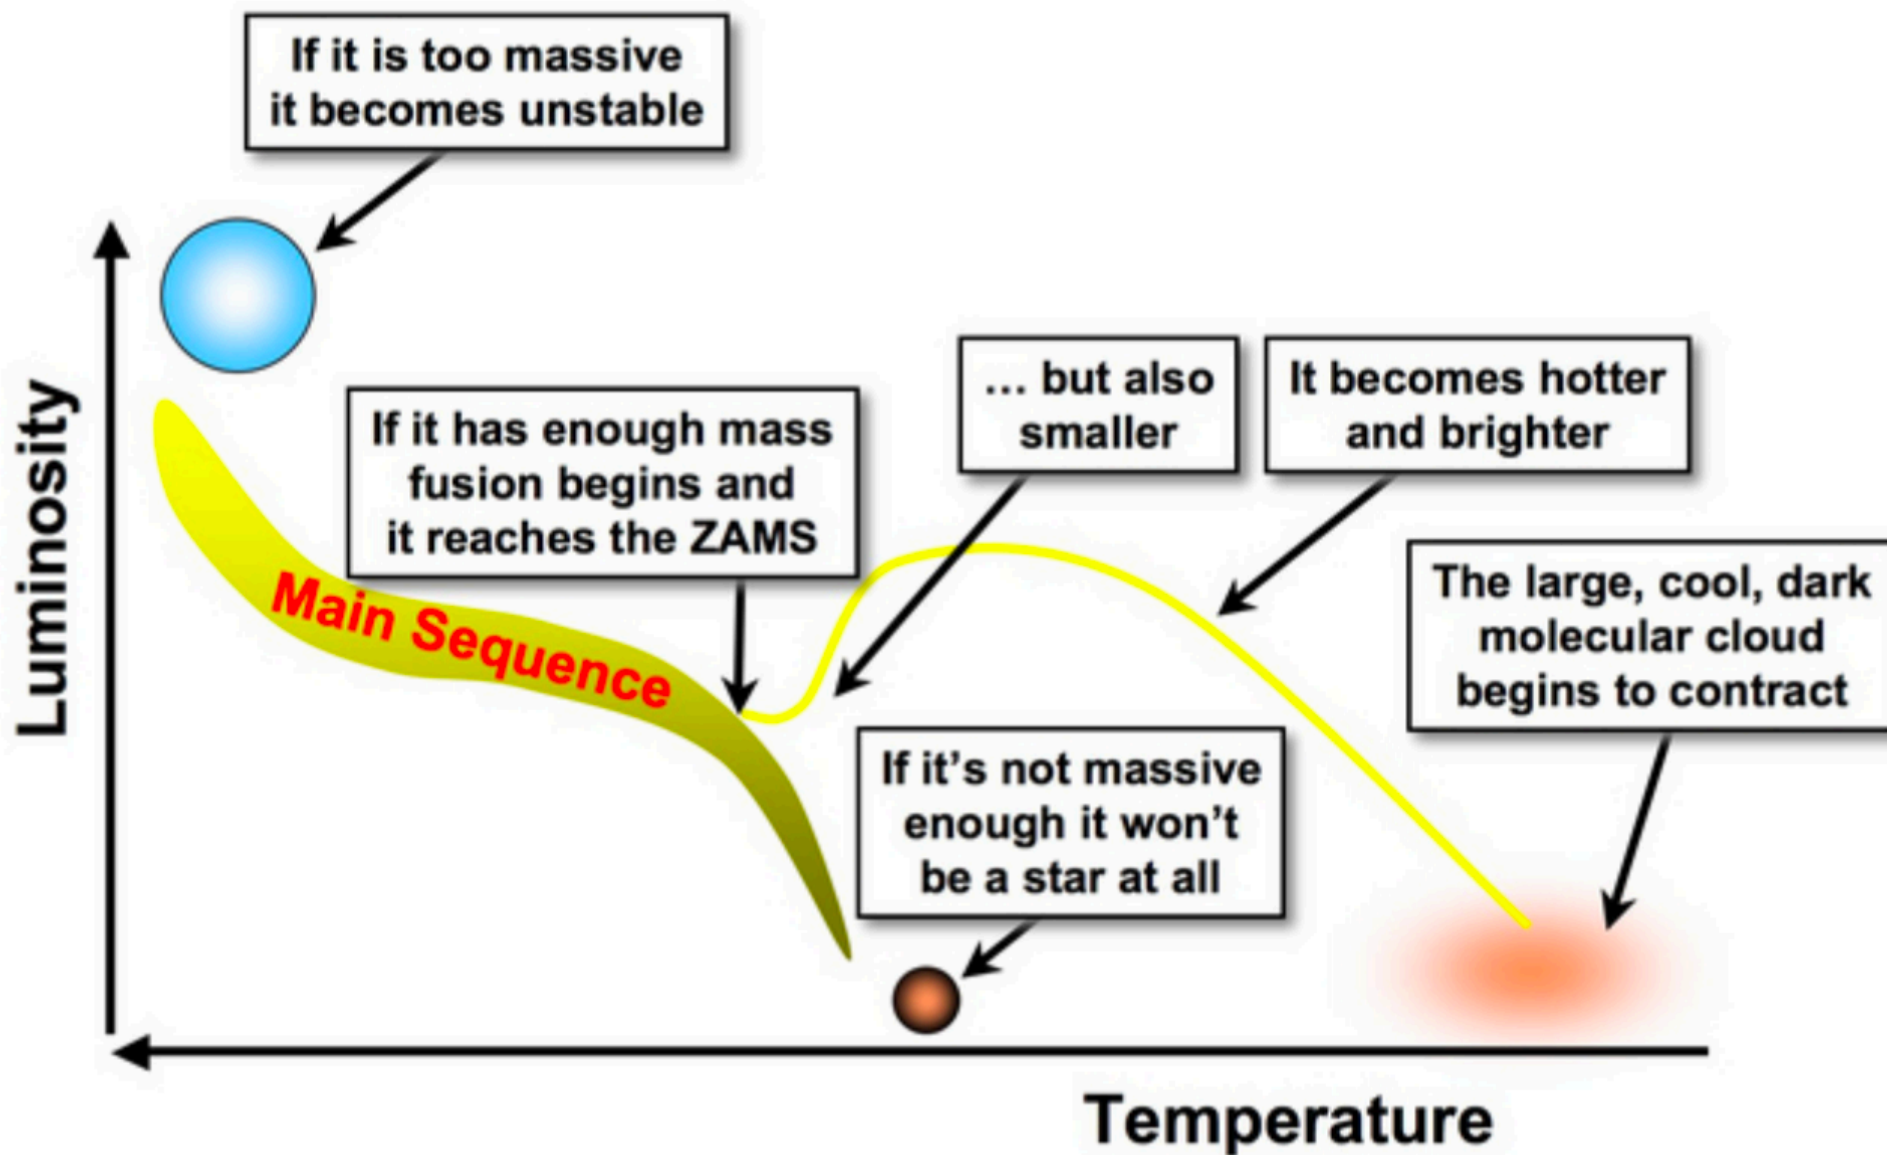 If it is too massive
it becomes unstable
Luminosity
If it has enough mass
fusion begins and
it reaches the ZAMS
… but also
smaller
It becomes hotter
and brighter
The large, cool, dark
molecular cloud
begins to contract
Main Sequence
If it’s not massive
enough it won’t
be a star at all
Temperature